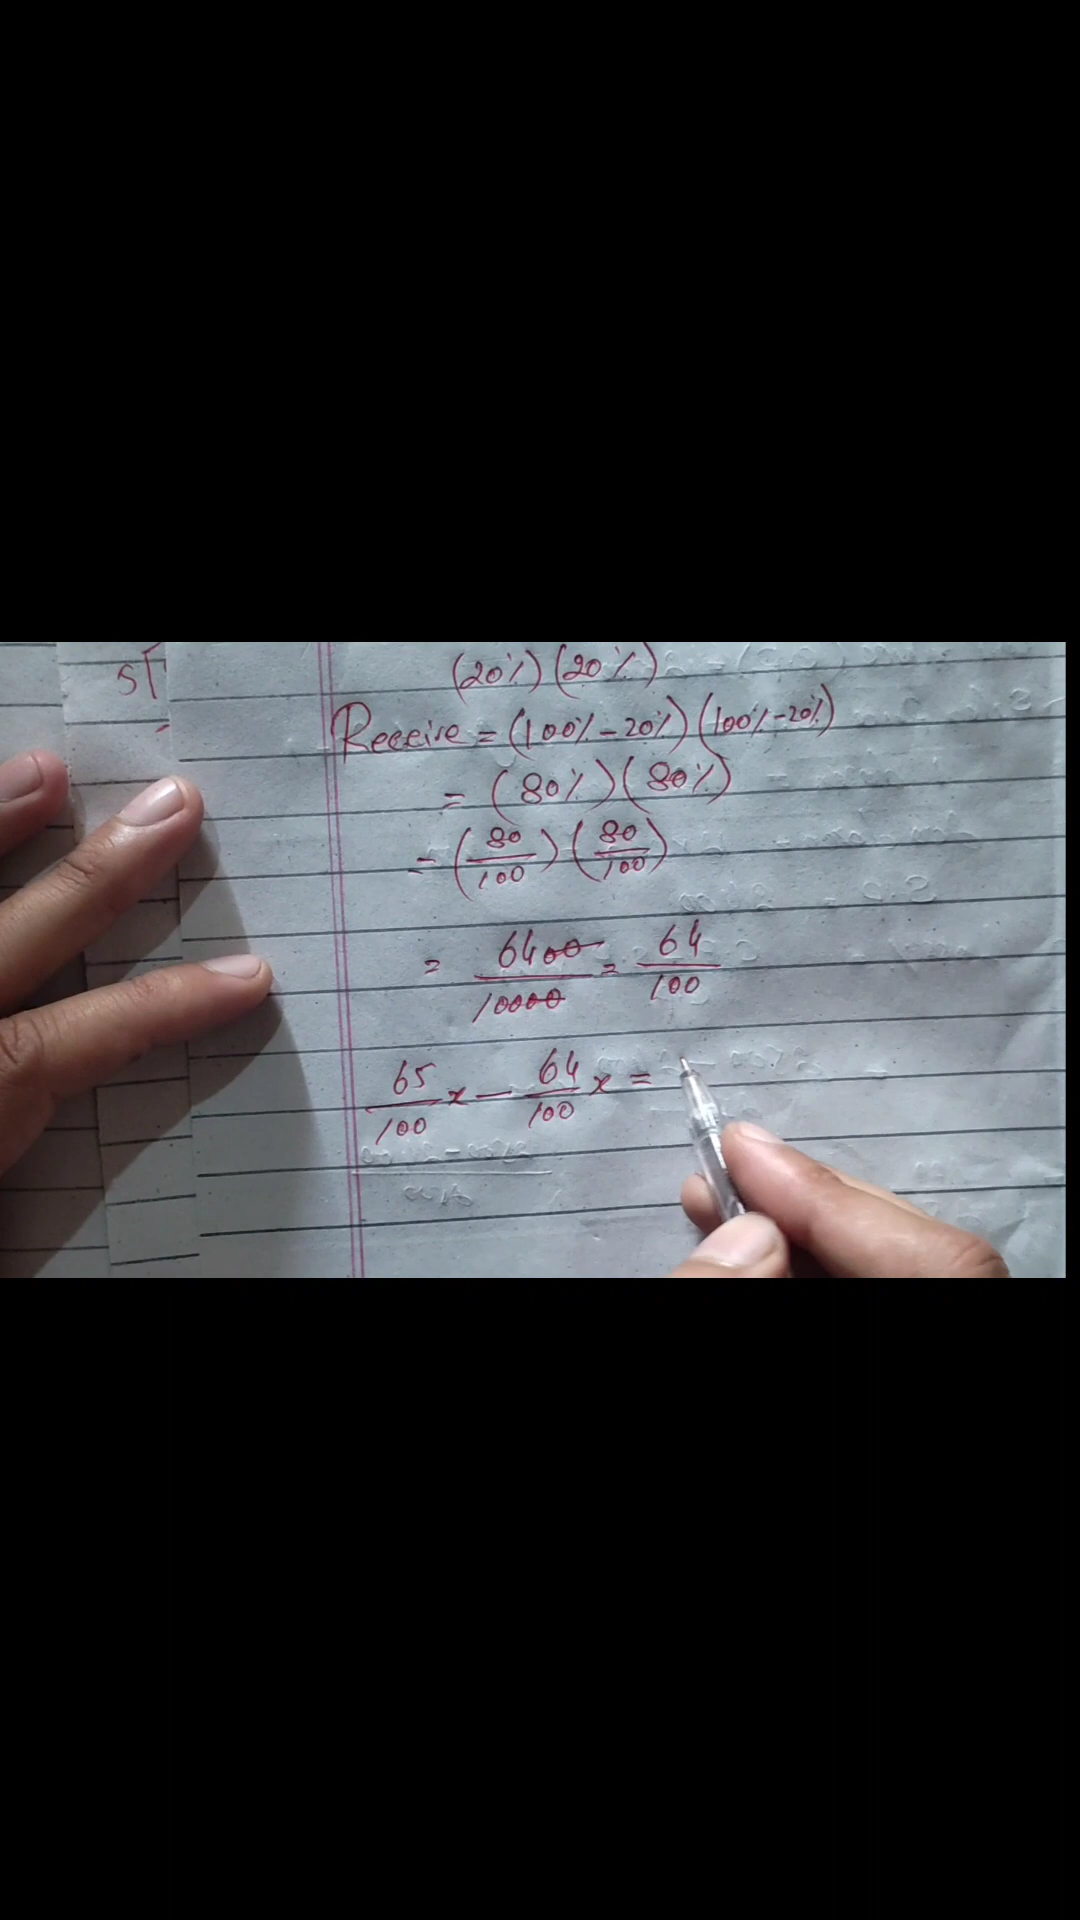 5
(20%)(20%)
Receive = (100% - 20%)(100% - 20%)
= (80%)(80%)
= (80/100)(80/100)
= 6400/10000 = 64/100
65/100 x - 64/100 x =